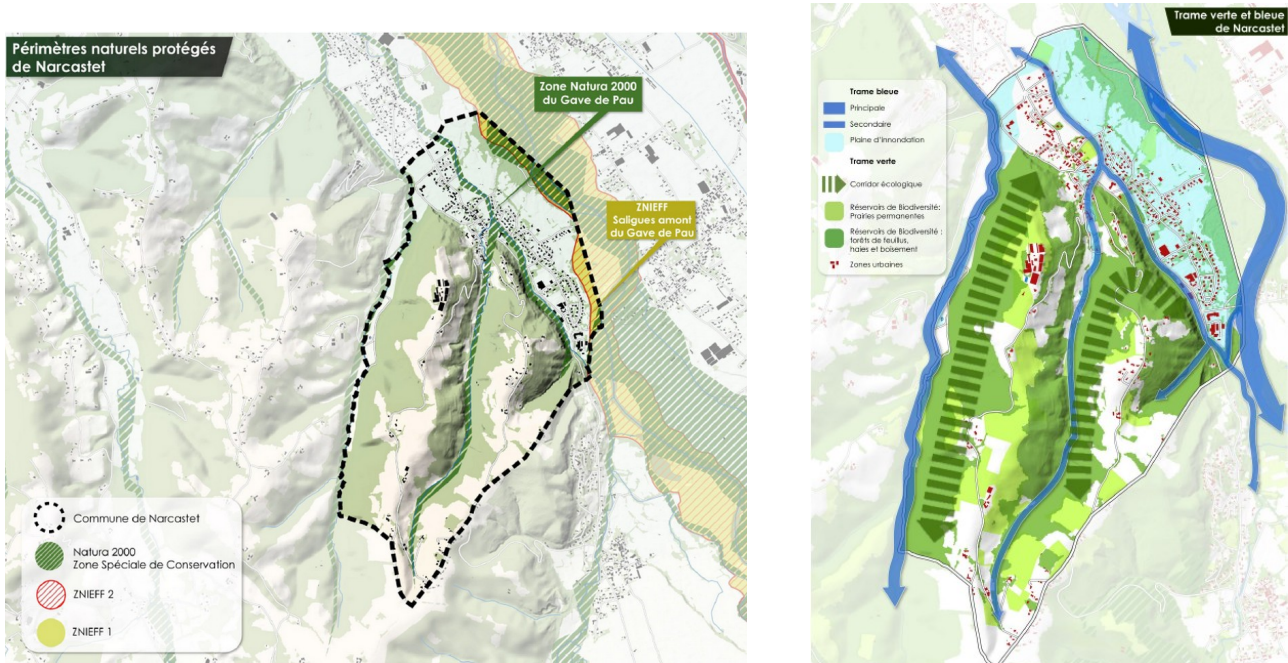 Périmètres naturels protégés
de Narcastet
Zone Natura 2000
du Gave de Pau
ZNIEFF
Saligues amont
du Gave de Pau
Commune de Narcastet
Natura 2000
Zone Spéciale de Conservation
ZNIEFF 2
ZNIEFF 1
Trame verte et bleue
de Narcastet
Trame bleue
Principale
Secondaire
Plaine d'innondation
Trame verte
Corridor écologique
Réservoirs de Biodiversité:
Prairies permanentes
Réservoirs de Biodiversité :
forêts de feuillus,
haies et boisement
Zones urbaines